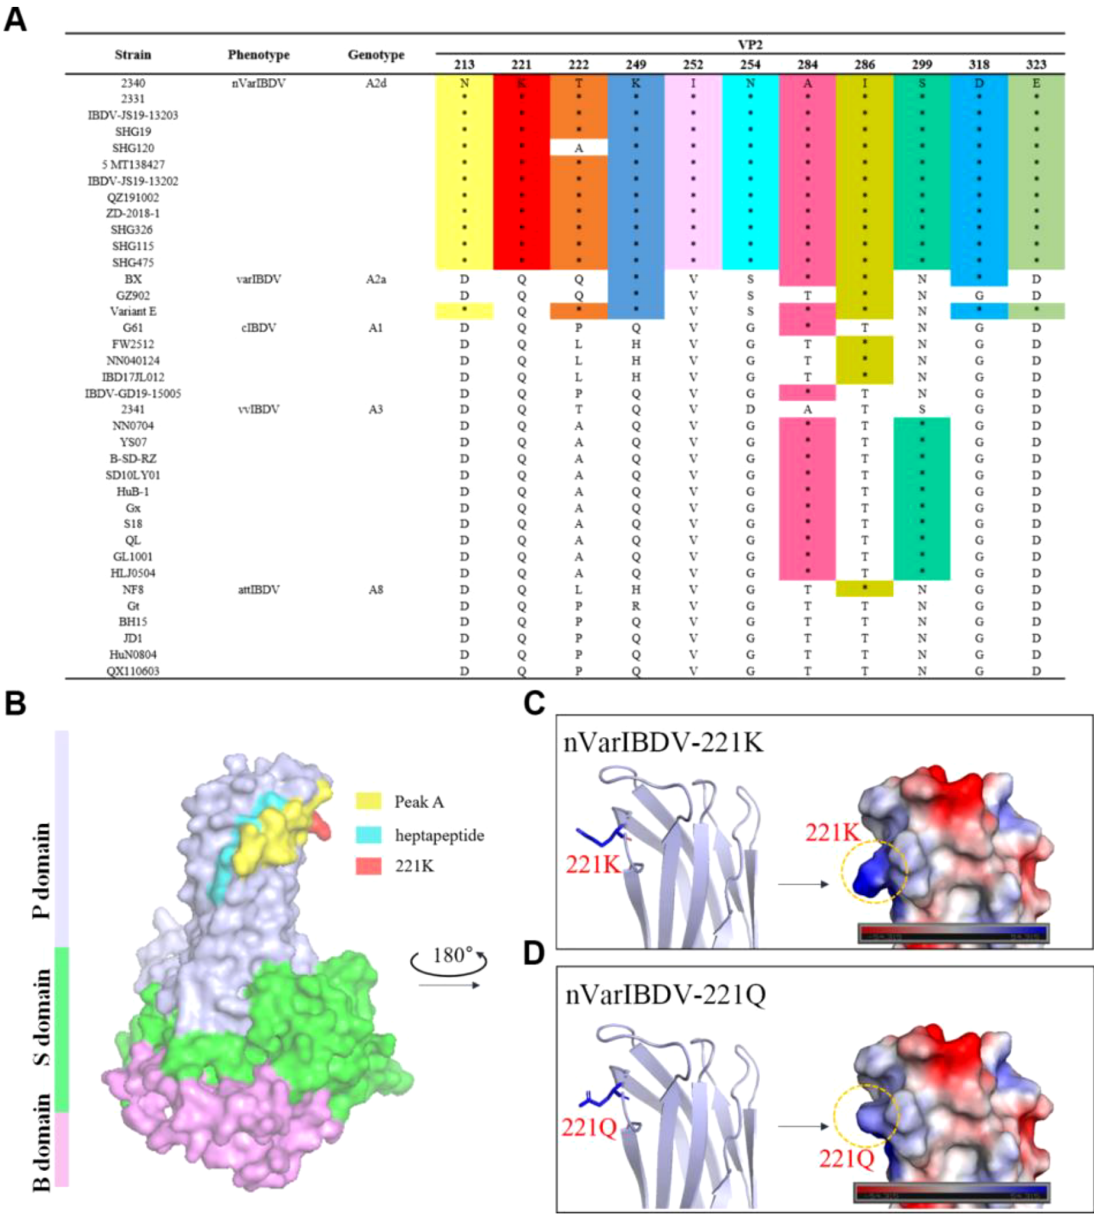 A
Strain Phenotype Genotype VP2
213 221 222 249 252 254 284 286 299 318 323
2340 nVarIBDV A2d N K T K I N A I S D E
2331 * * * * * * * * * * *
IBDV-JS19-13203 * * * * * * * * * * *
SHG19 * * * * * * * * * * *
SHG120 * * A * * * * * * * *
5 MT138427 * * * * * * * * * * *
IBDV-JS19-13202 * * * * * * * * * * *
QZ191002 * * * * * * * * * * *
ZD-2018-1 * * * * * * * * * * *
SHG326 * * * * * * * * * * *
SHG115 * * * * * * * * * * *
SHG475 * * * * * * * * * * *
BX varIBDV A2a D Q Q * V S * * N * D
GZ902 D Q Q * V S T * N G D
Variant E * Q * * V S * * N * *
G61 cIBDV A1 D Q P Q V G * T N G D
FW2512 D Q L H V G T * N G D
NN040124 D Q L H V G T * N G D
IBD17JL012 D Q L H V G T * N G D
IBDV-GD19-15005 D Q P Q V G * T N G D
2341 vvIBDV A3 D Q T Q V D A T S G D
NN0704 D Q A Q V G * T * G D
YS07 D Q A Q V G * T * G D
B-SD-RZ D Q A Q V G * T * G D
SD10LY01 D Q A Q V G * T * G D
HuB-1 D Q A Q V G * T * G D
Gx D Q A Q V G * T * G D
S18 D Q A Q V G * T * G D
QL D Q A Q V G * T * G D
GL1001 D Q A Q V G * T * G D
HLJ0504 D Q A Q V G * T * G D
NF8 attIBDV A8 D Q L H V G T * N G D
Gt D Q P R V G T T N G D
BH15 D Q P Q V G T T N G D
JD1 D Q P Q V G T T N G D
HuN0804 D Q P Q V G T T N G D
QX110603 D Q P Q V G T T N G D
B
P domain
S domain
B domain
Peak A
heptapeptide
221K
180°
C
nVarIBDV-221K
221K
221K
D
nVarIBDV-221Q
221Q
221Q